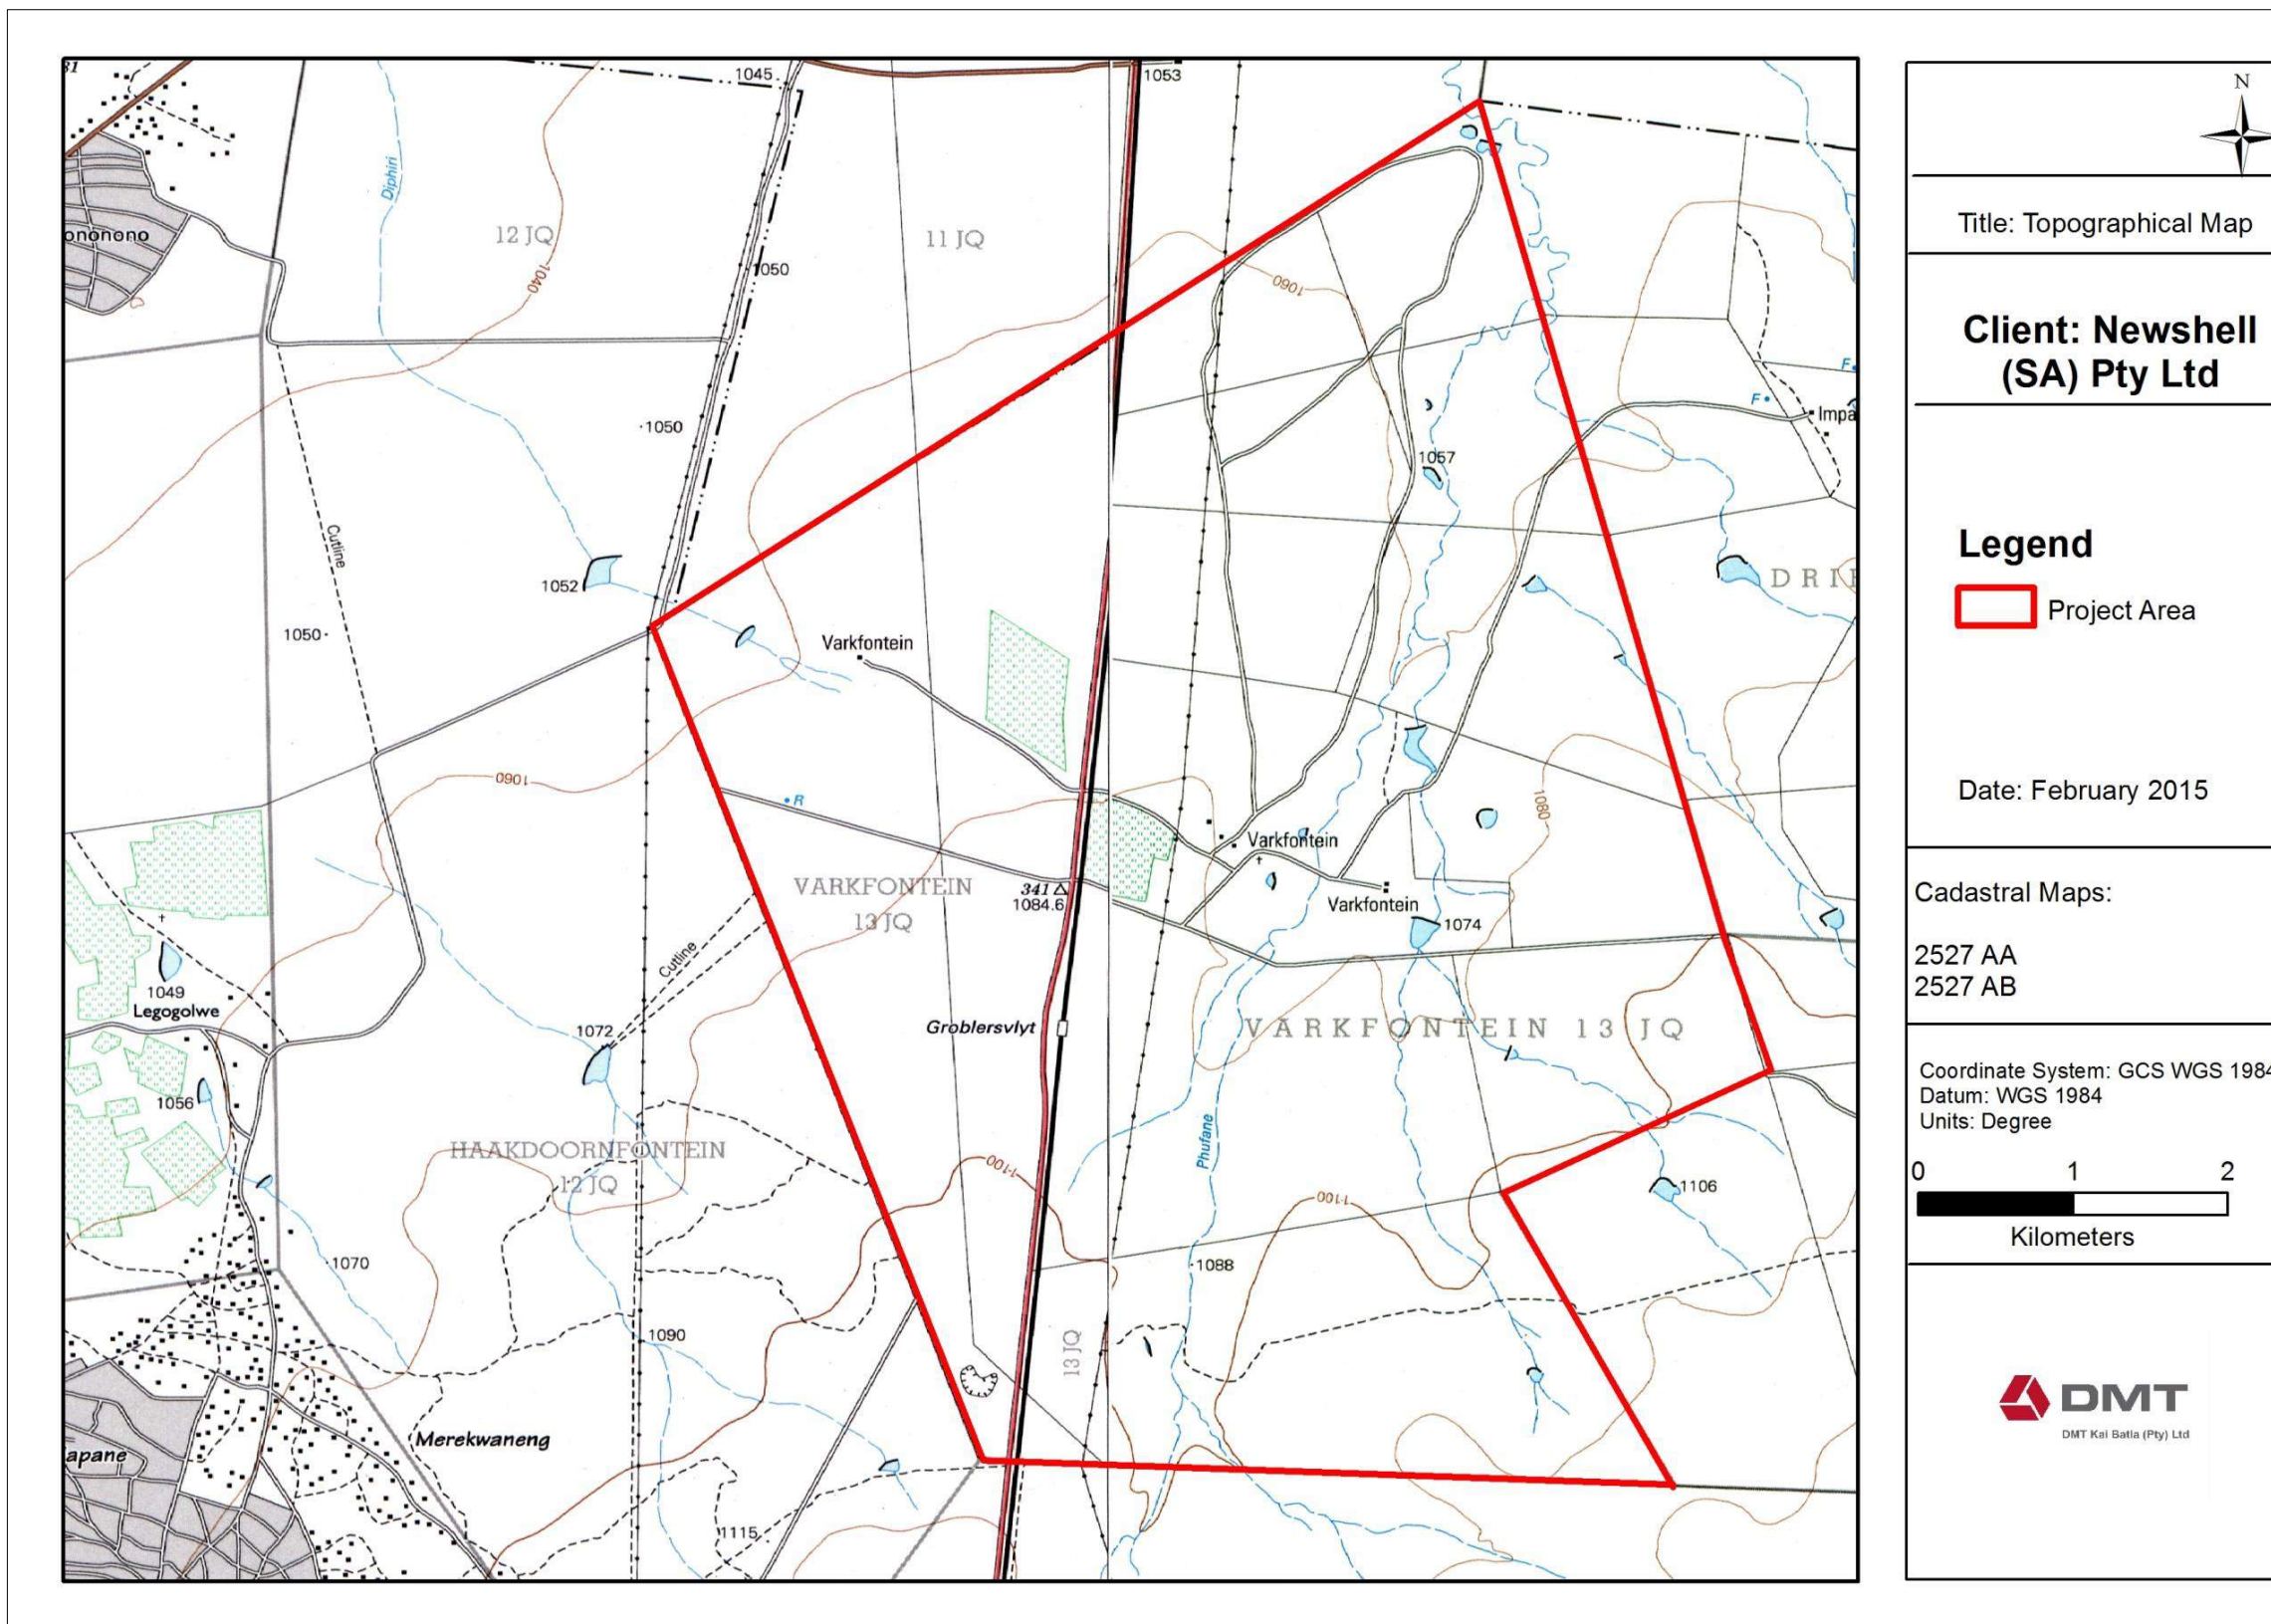 31
1045
1053
Diphiri
ononono
12 JQ
11 JQ
1050
1040
1060
1050
F
F
Impa
1057
Cutline
1052
DRIE
1050
Varkfontein
1060
R
1080
Varkfontein
VARKFONTEIN
13 JQ
341
1084.6
Varkfontein
1074
Cutline
1049
Legogolwe
1072
Groblersvlyt
VARKFONTEIN 13 JQ
1056
HAAKDOORNFONTEIN
12 JQ
Phufane
1100
1100
1106
1070
1088
1090
13 JQ
Merekwaneng
apane
1115
N
Title: Topographical Map
Client: Newshell
(SA) Pty Ltd
Legend
Project Area
Date: February 2015
Cadastral Maps:
2527 AA
2527 AB
Coordinate System: GCS WGS 1984
Datum: WGS 1984
Units: Degree
0 1 2
Kilometers
DMT
DMT Kai Batla (Pty) Ltd